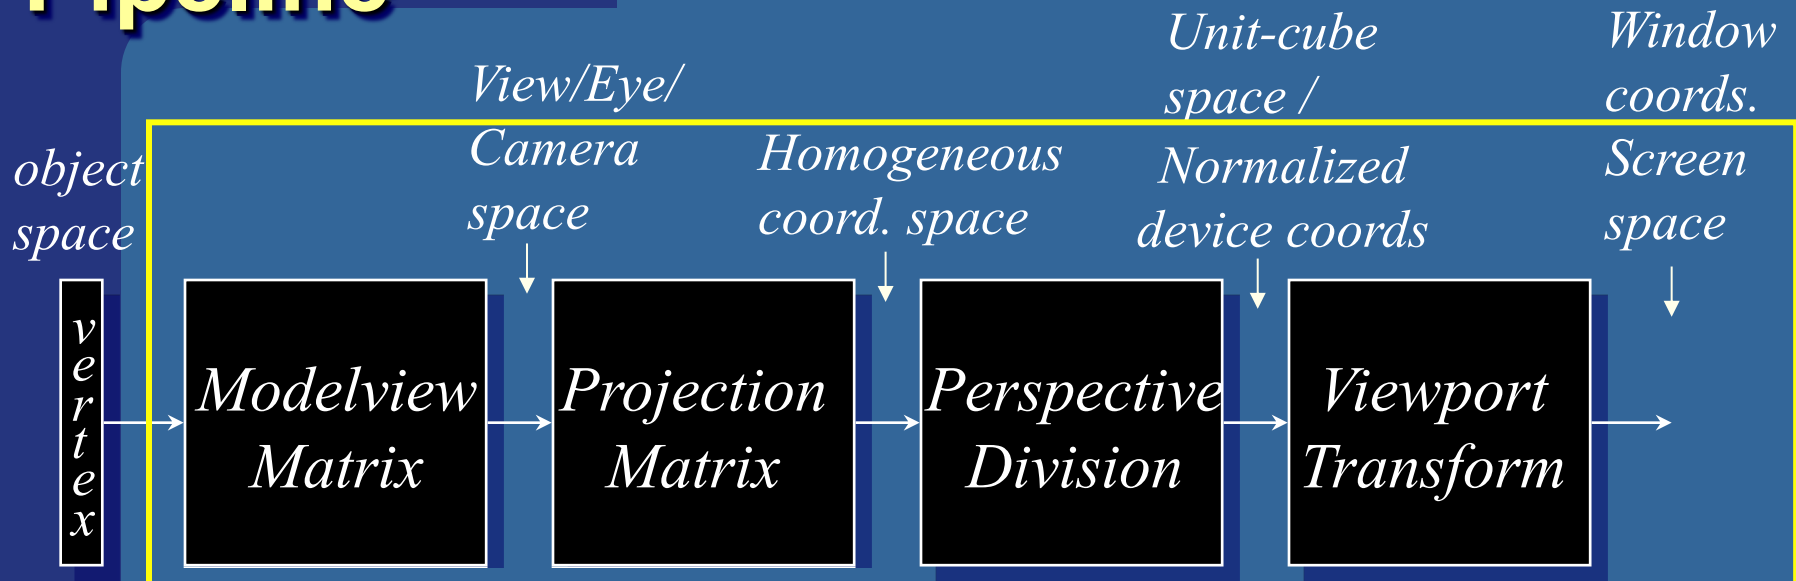 Pipeline
object
space
View/Eye/
Camera
space
Homogeneous
coord. space
Unit-cube
space /
Normalized
device coords
Window
coords.
Screen
space
vertex
Modelview
Matrix
Projection
Matrix
Perspective
Division
Viewport
Transform